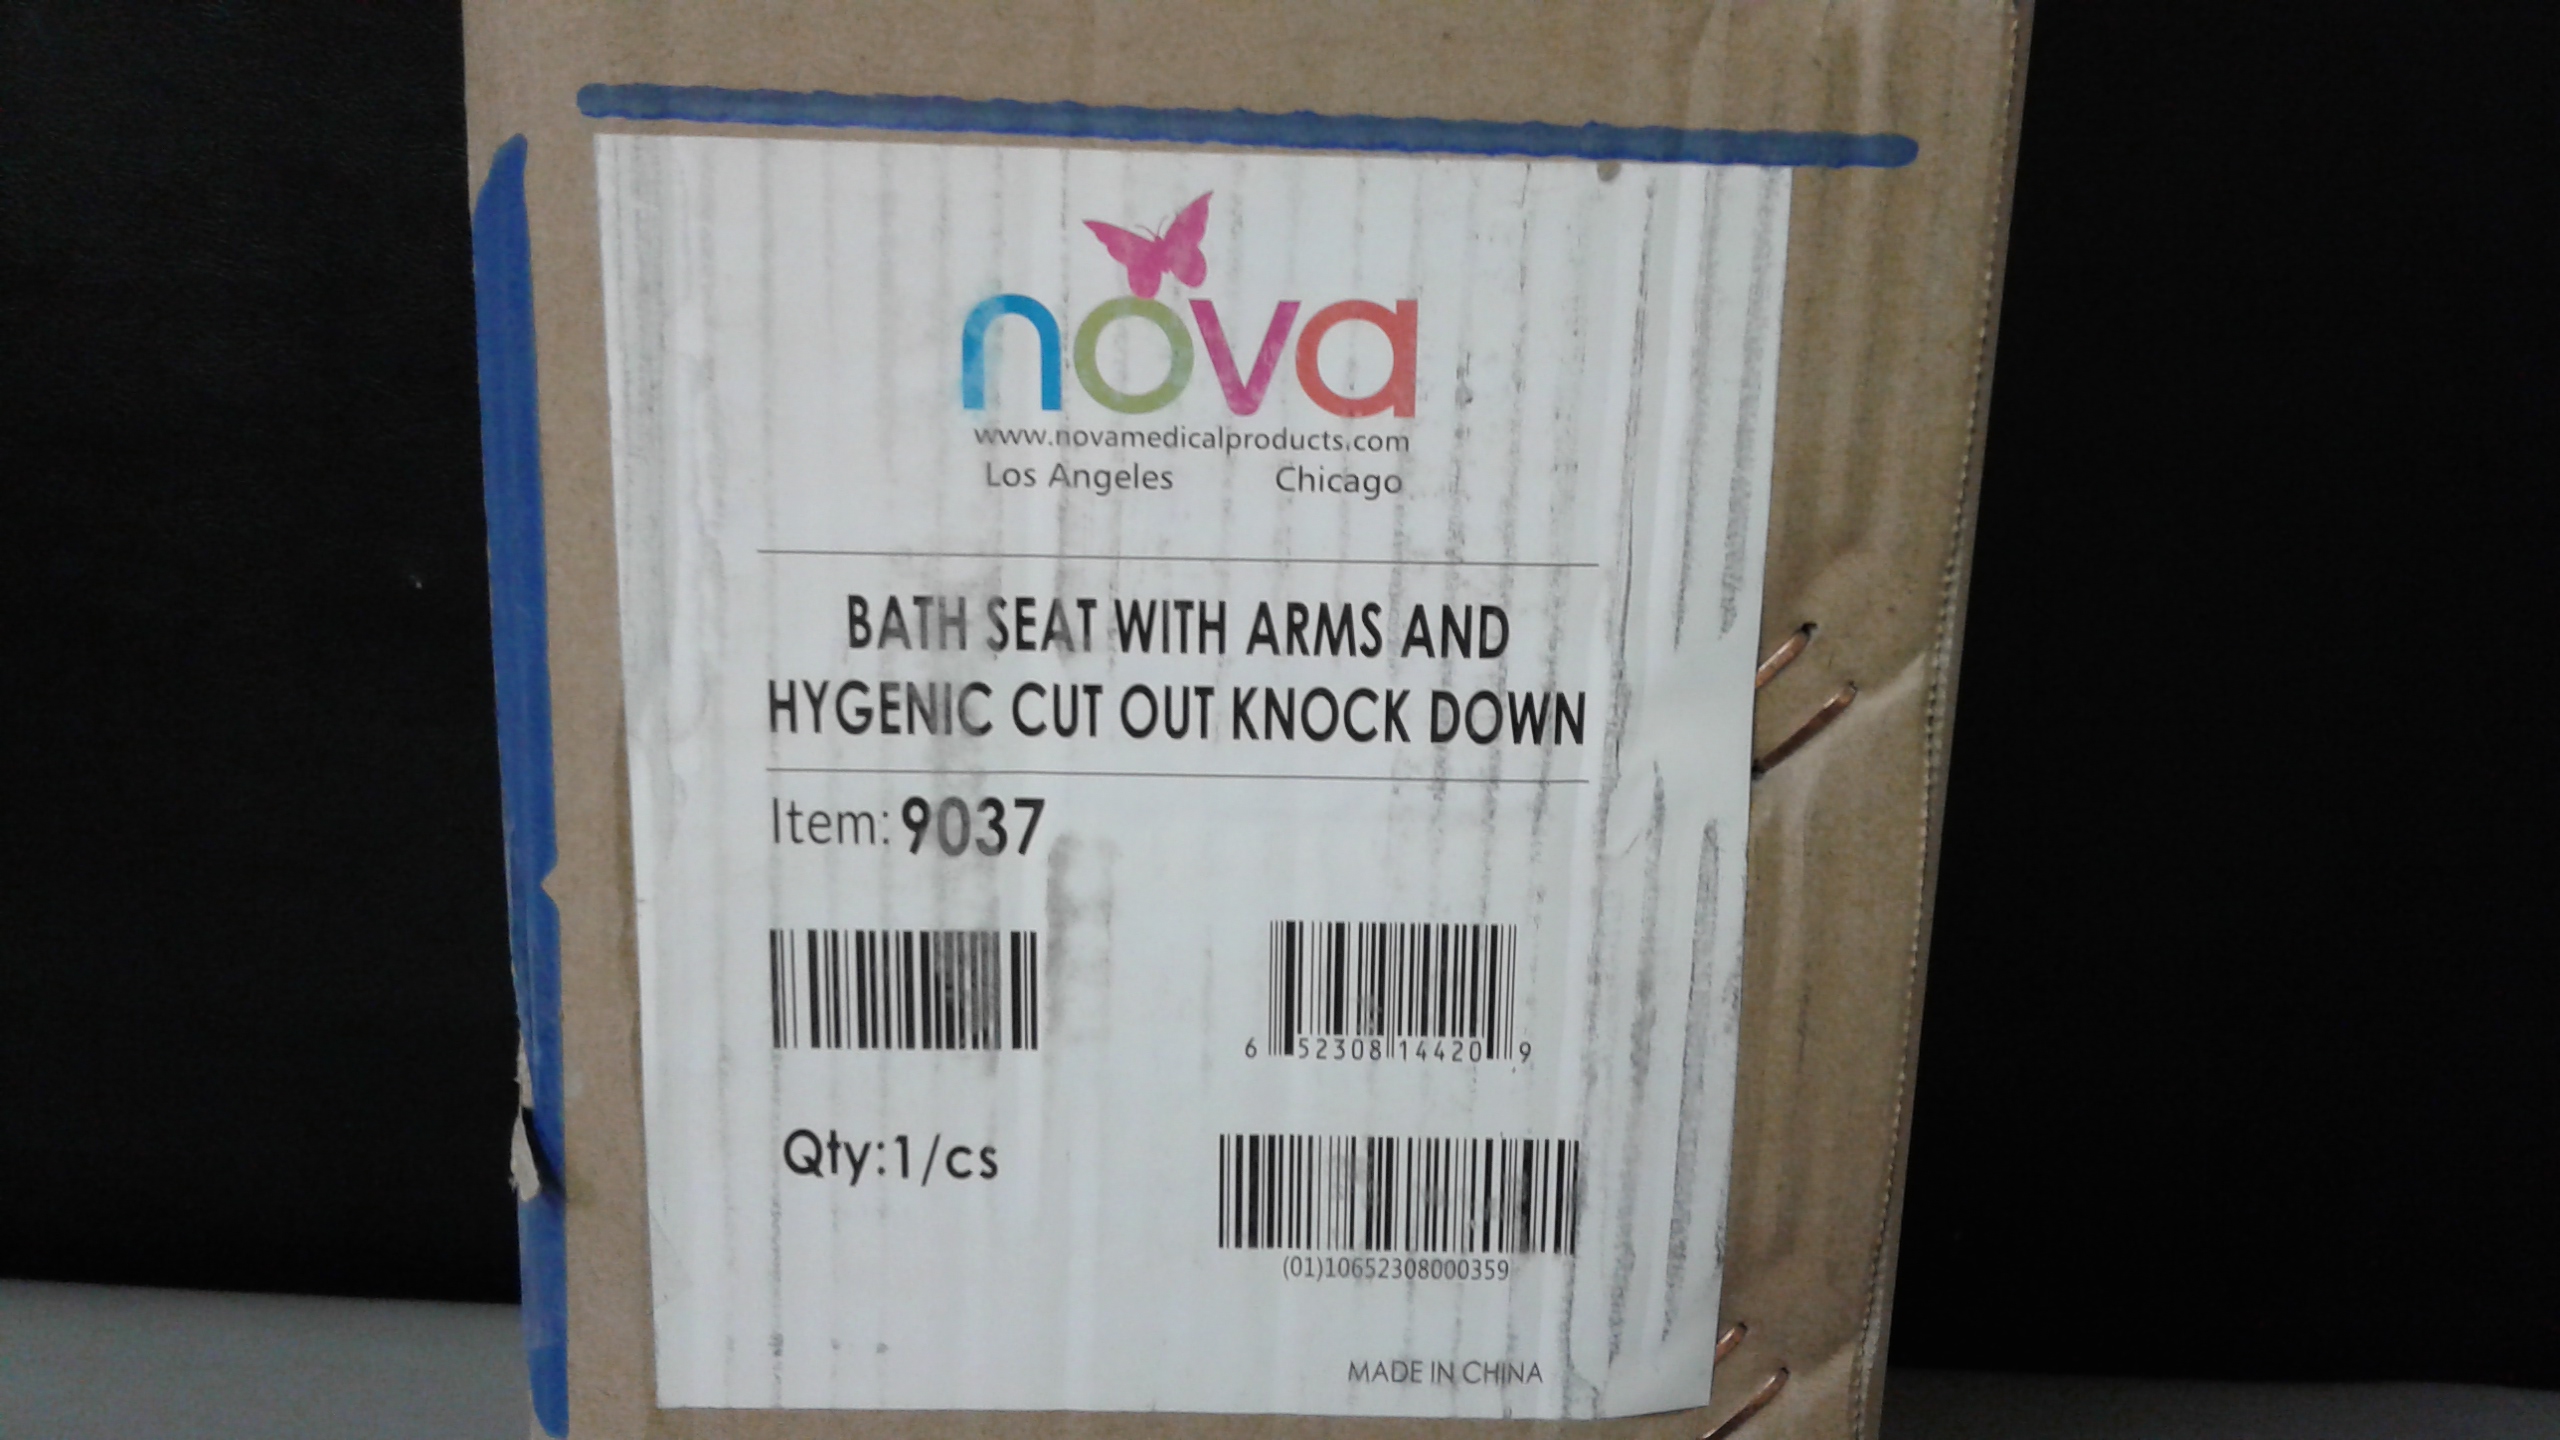 nova
www.novamedicalproducts.com
Los Angeles Chicago
BATH SEAT WITH ARMS AND
HYGENIC CUT OUT KNOCK DOWN
Item: 9037
6 52308 14420 9
Qty:1/cs
(01)10652308000359
MADE IN CHINA